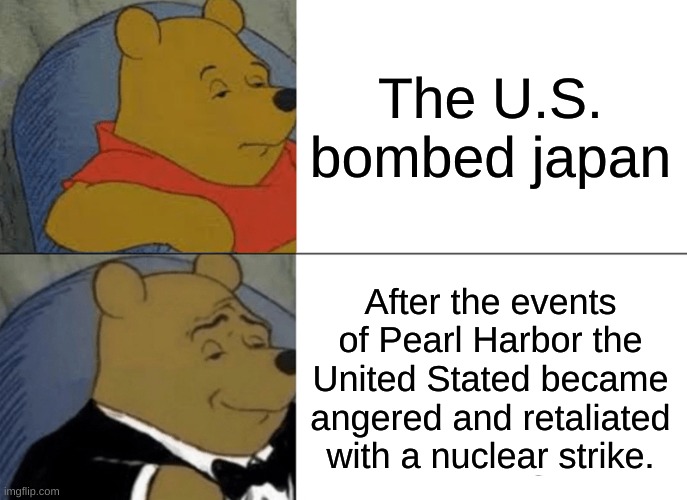 The U.S.
bombed japan
After the events
of Pearl Harbor the
United Stated became
angered and retaliated
with a nuclear strike.
imgflip.com